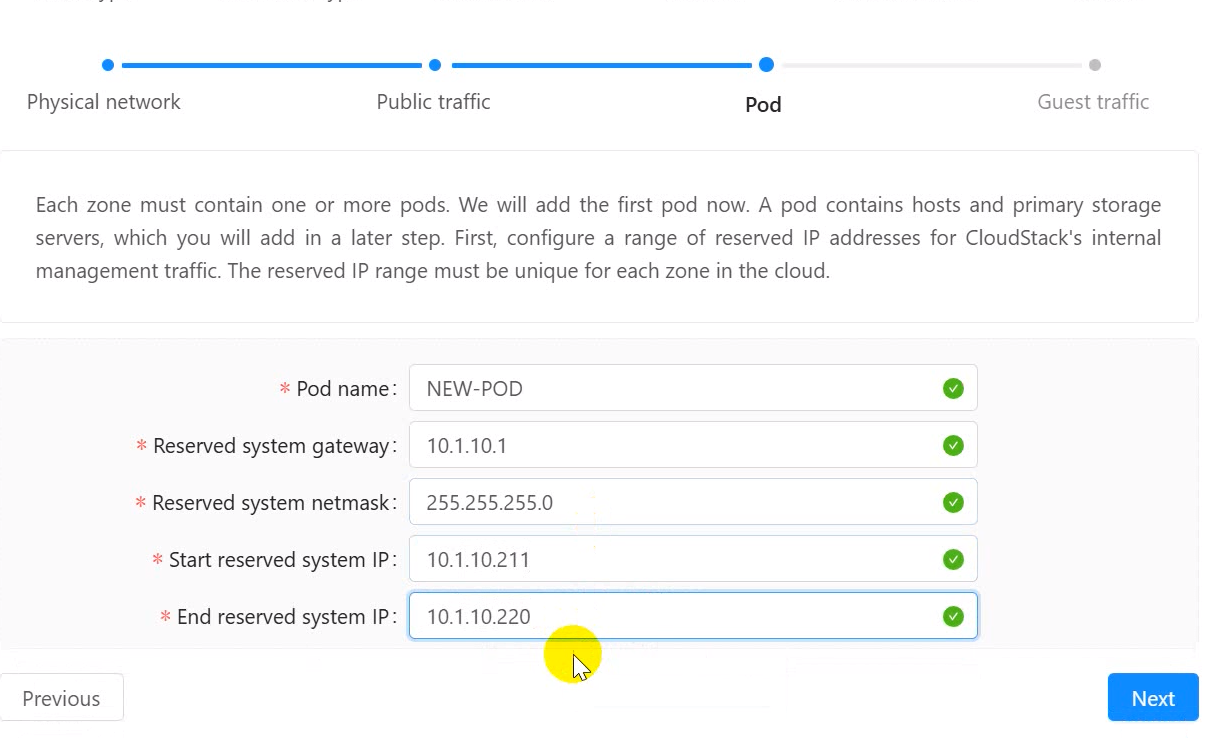 Physical network
Public traffic
Pod
Guest traffic
Each zone must contain one or more pods. We will add the first pod now. A pod contains hosts and primary storage
servers, which you will add in a later step. First, configure a range of reserved IP addresses for CloudStack's internal
management traffic. The reserved IP range must be unique for each zone in the cloud.
* Pod name: NEW-POD
* Reserved system gateway: 10.1.10.1
* Reserved system netmask: 255.255.255.0
* Start reserved system IP: 10.1.10.211
* End reserved system IP: 10.1.10.220
Previous
Next